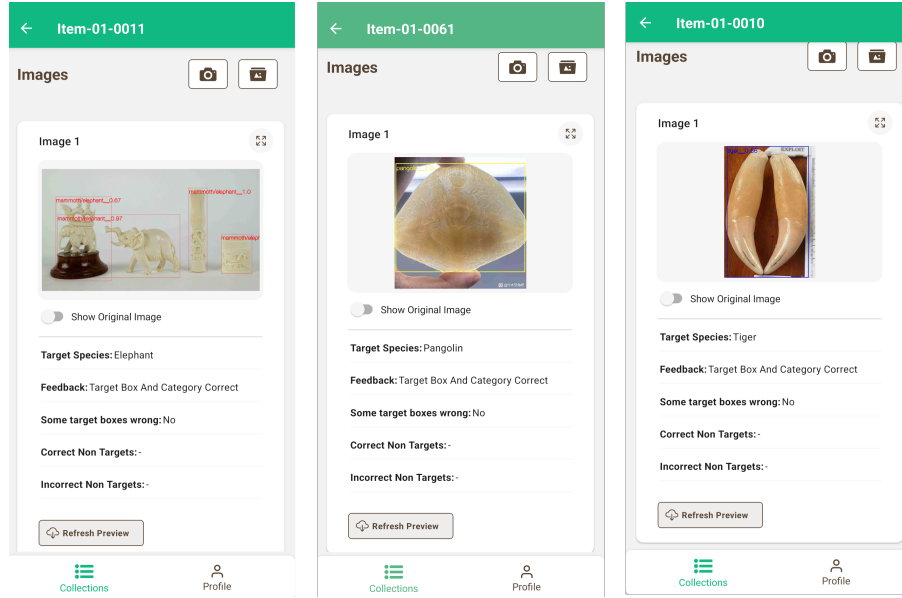 Item-01-0011
Images
Image 1
mammoth/elephant__0.67
mammoth/elephant__0.97
mammoth/elephant__1.0
mammoth/eleph
Show Original Image
Target Species: Elephant
Feedback: Target Box And Category Correct
Some target boxes wrong: No
Correct Non Targets: -
Incorrect Non Targets: -
Refresh Preview
Collections
Profile
Item-01-0061
Images
Image 1
Show Original Image
Target Species: Pangolin
Feedback: Target Box And Category Correct
Some target boxes wrong: No
Correct Non Targets: -
Incorrect Non Targets: -
Refresh Preview
Collections
Profile
Item-01-0010
Images
Image 1
Show Original Image
Target Species: Tiger
Feedback: Target Box And Category Correct
Some target boxes wrong: No
Correct Non Targets: -
Incorrect Non Targets: -
Refresh Preview
Collections
Profile